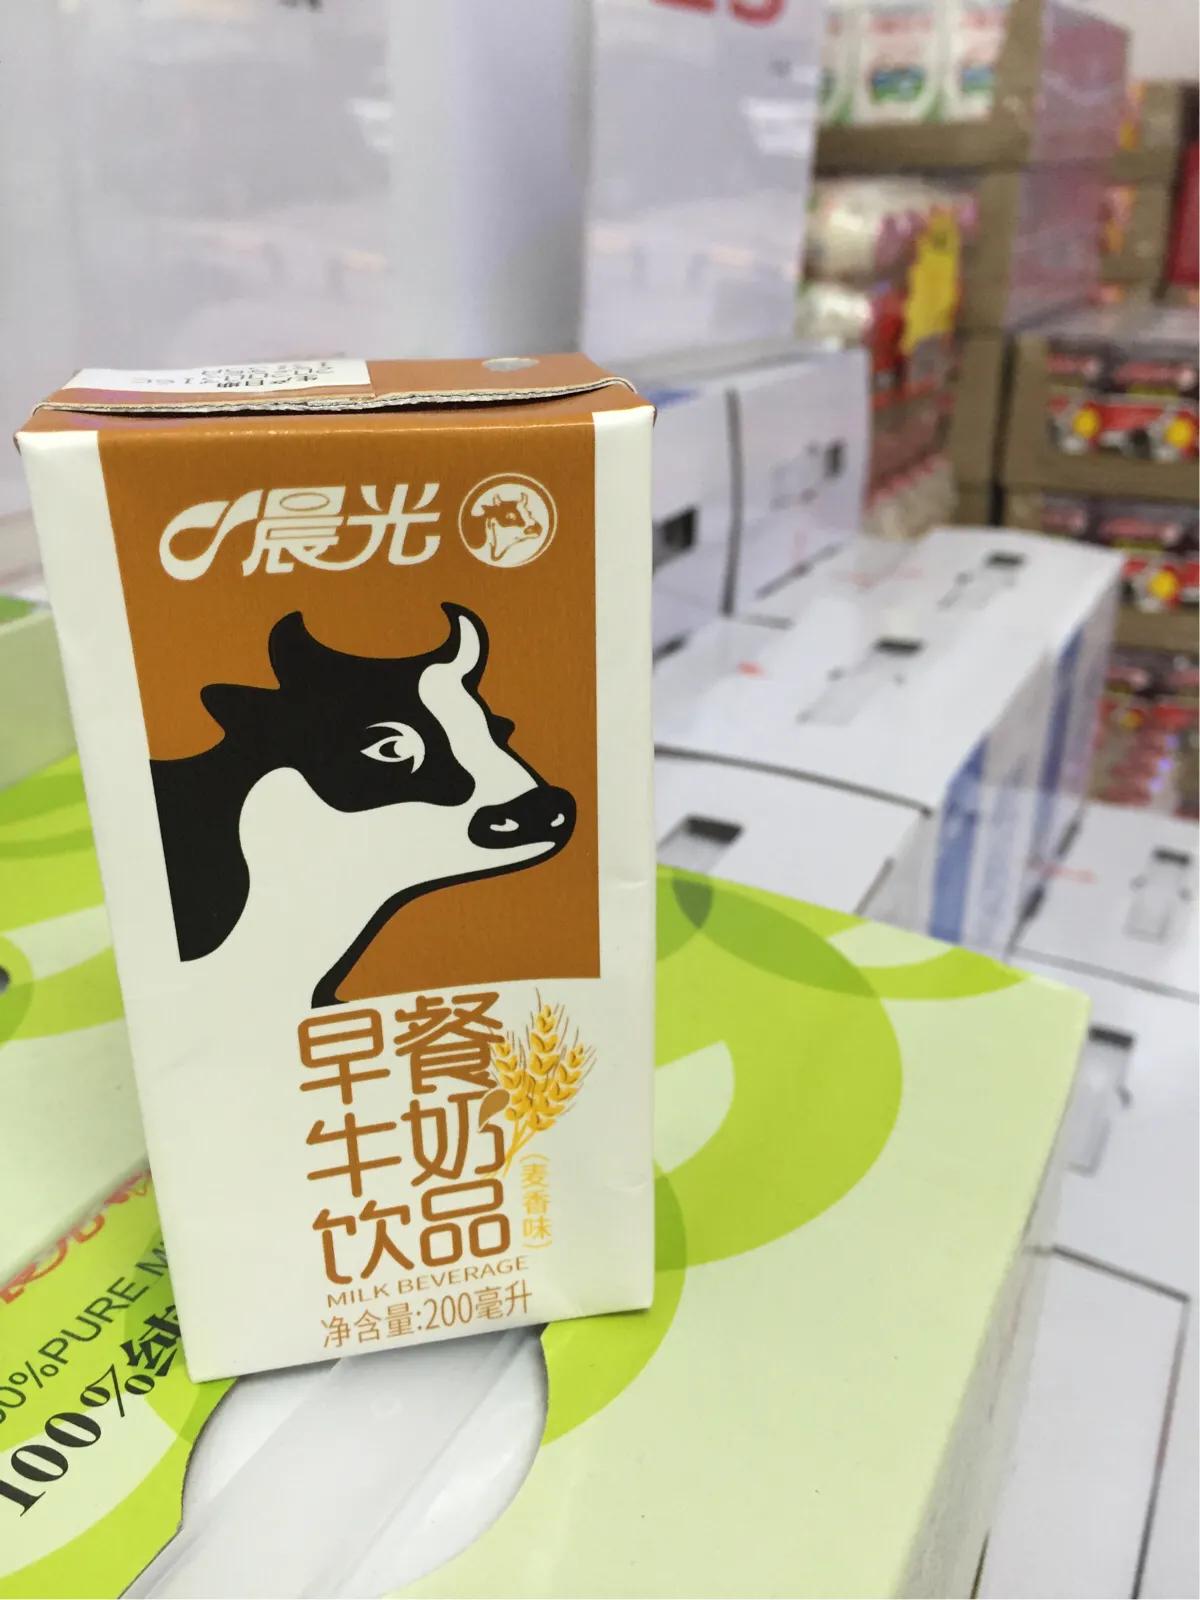 晨光
早餐
牛奶
饮品
（麦香味）
MILK BEVERAGE
净含量:200毫升
%PURE
100%纯